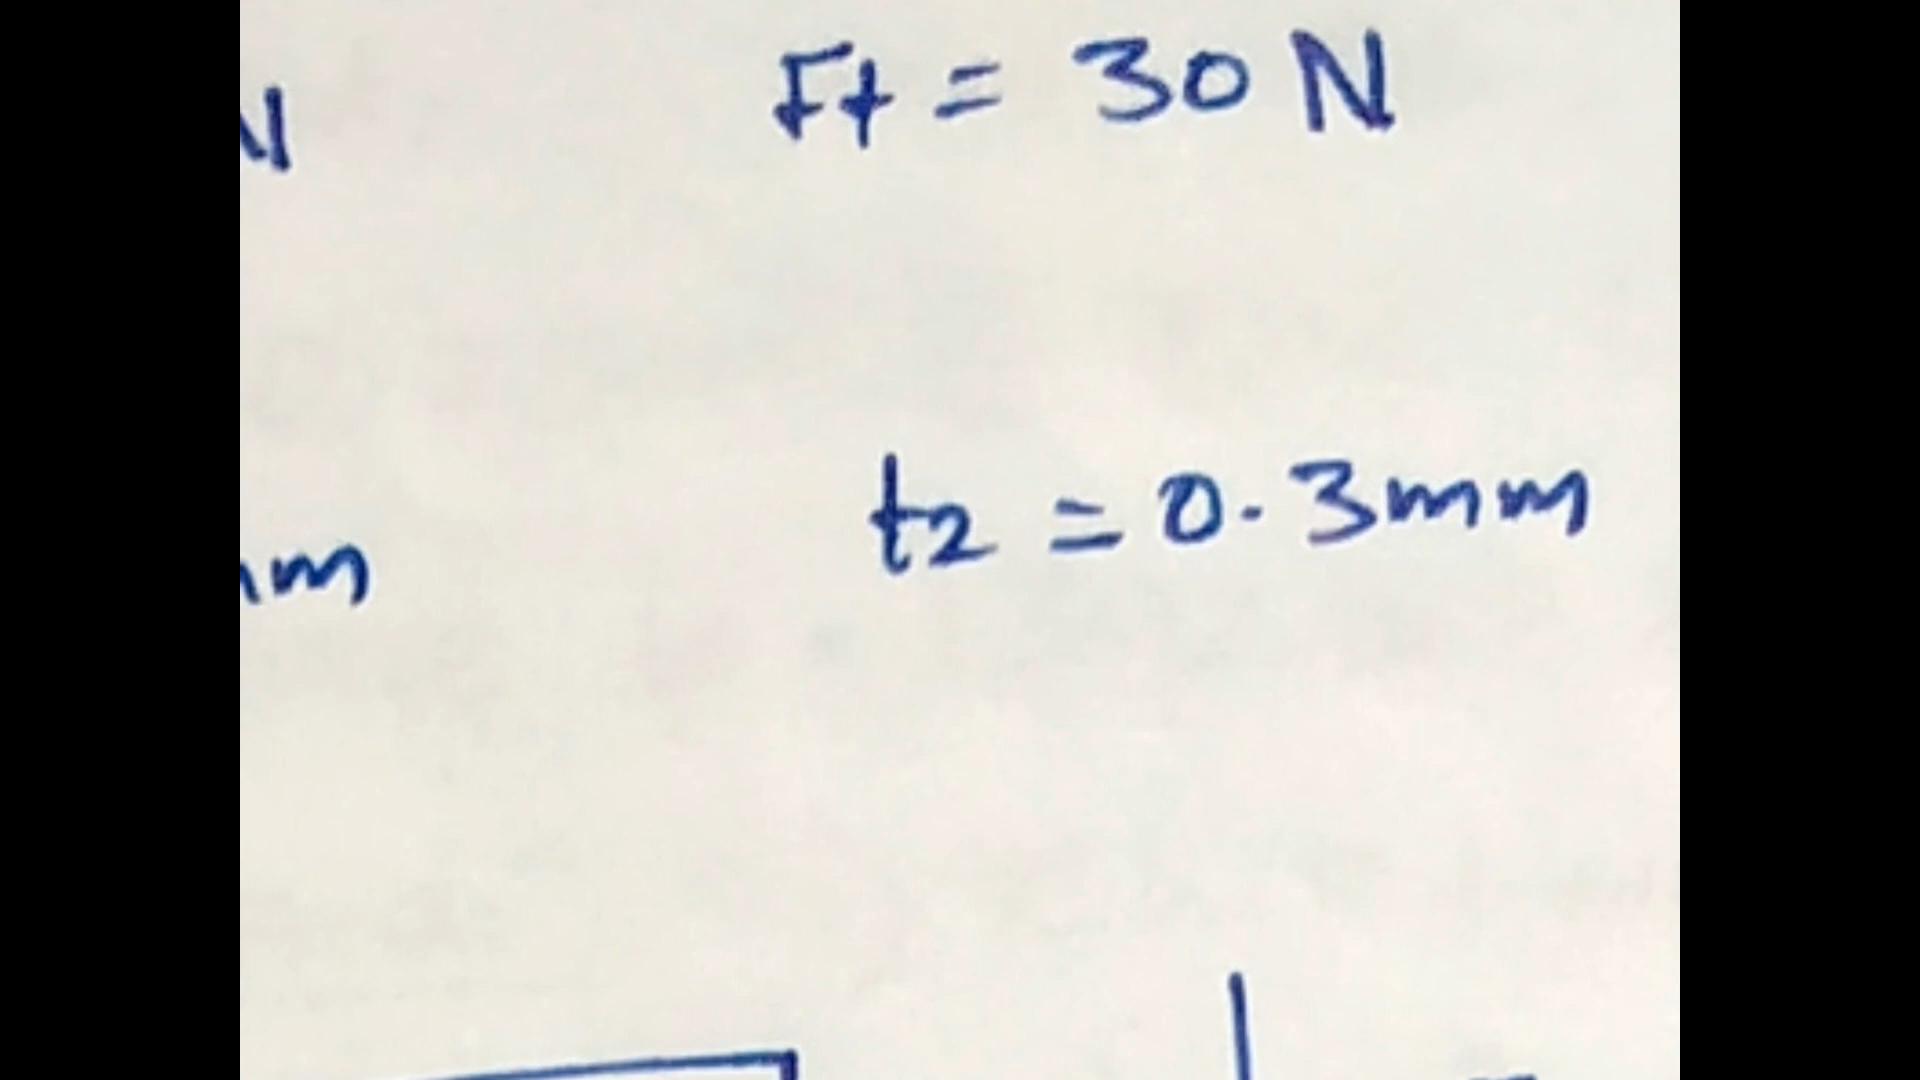 Ft = 30 N
t2 = 0.3mm